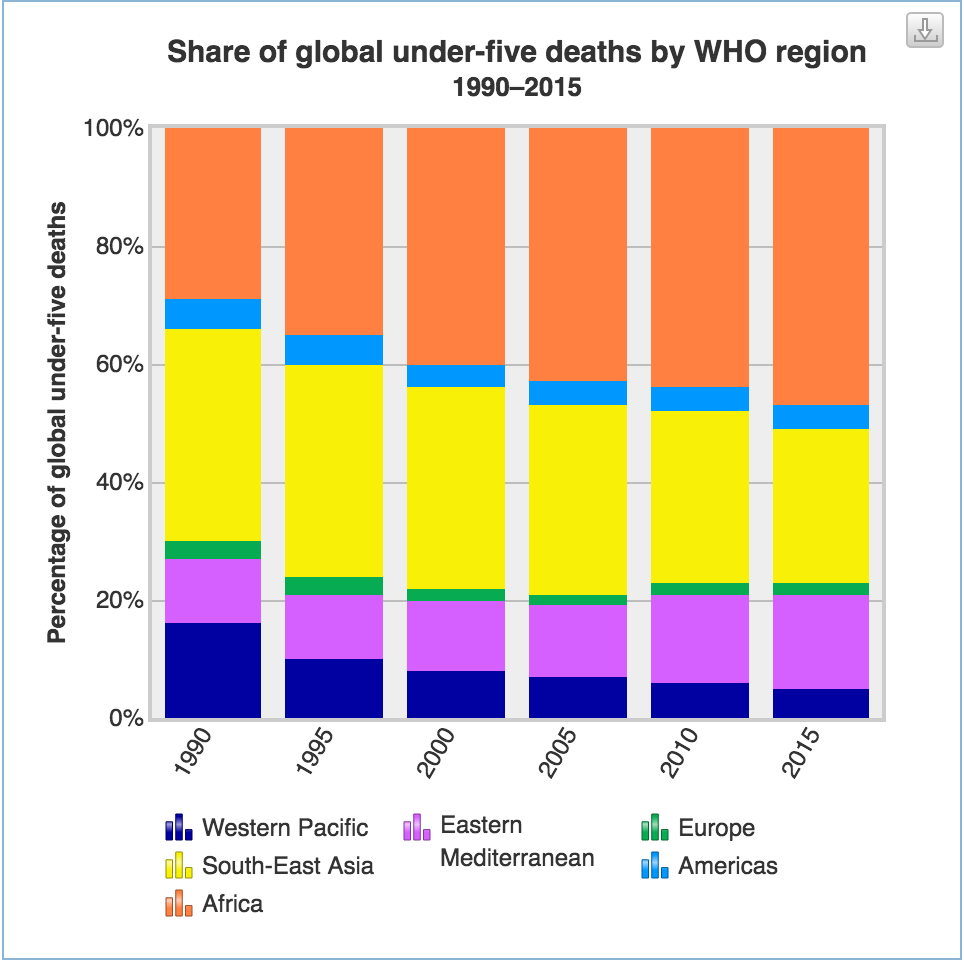 Share of global under-five deaths by WHO region
1990–2015
Percentage of global under-five deaths
100%
80%
60%
40%
20%
0%
1990
1995
2000
2005
2010
2015
Western Pacific
Eastern
Mediterranean
Europe
South-East Asia
Americas
Africa